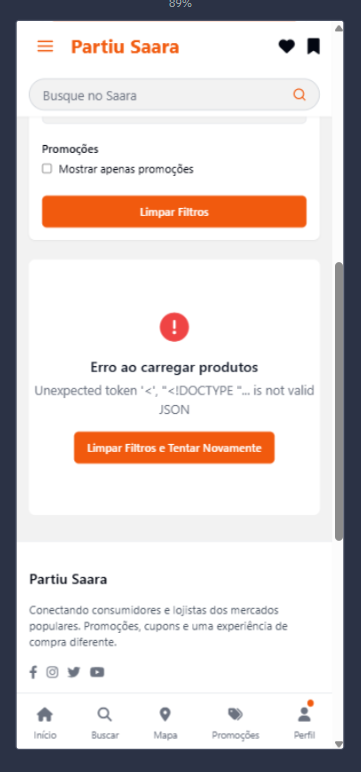 89%
Partiu Saara
Busque no Saara
Promoções
Mostrar apenas promoções
Limpar Filtros
Erro ao carregar produtos
Unexpected token '<', "<!DOCTYPE "... is not valid
JSON
Limpar Filtros e Tentar Novamente
Partiu Saara
Conectando consumidores e lojistas dos mercados
populares. Promoções, cupons e uma experiência de
compra diferente.
Início
Buscar
Mapa
Promoções
Perfil